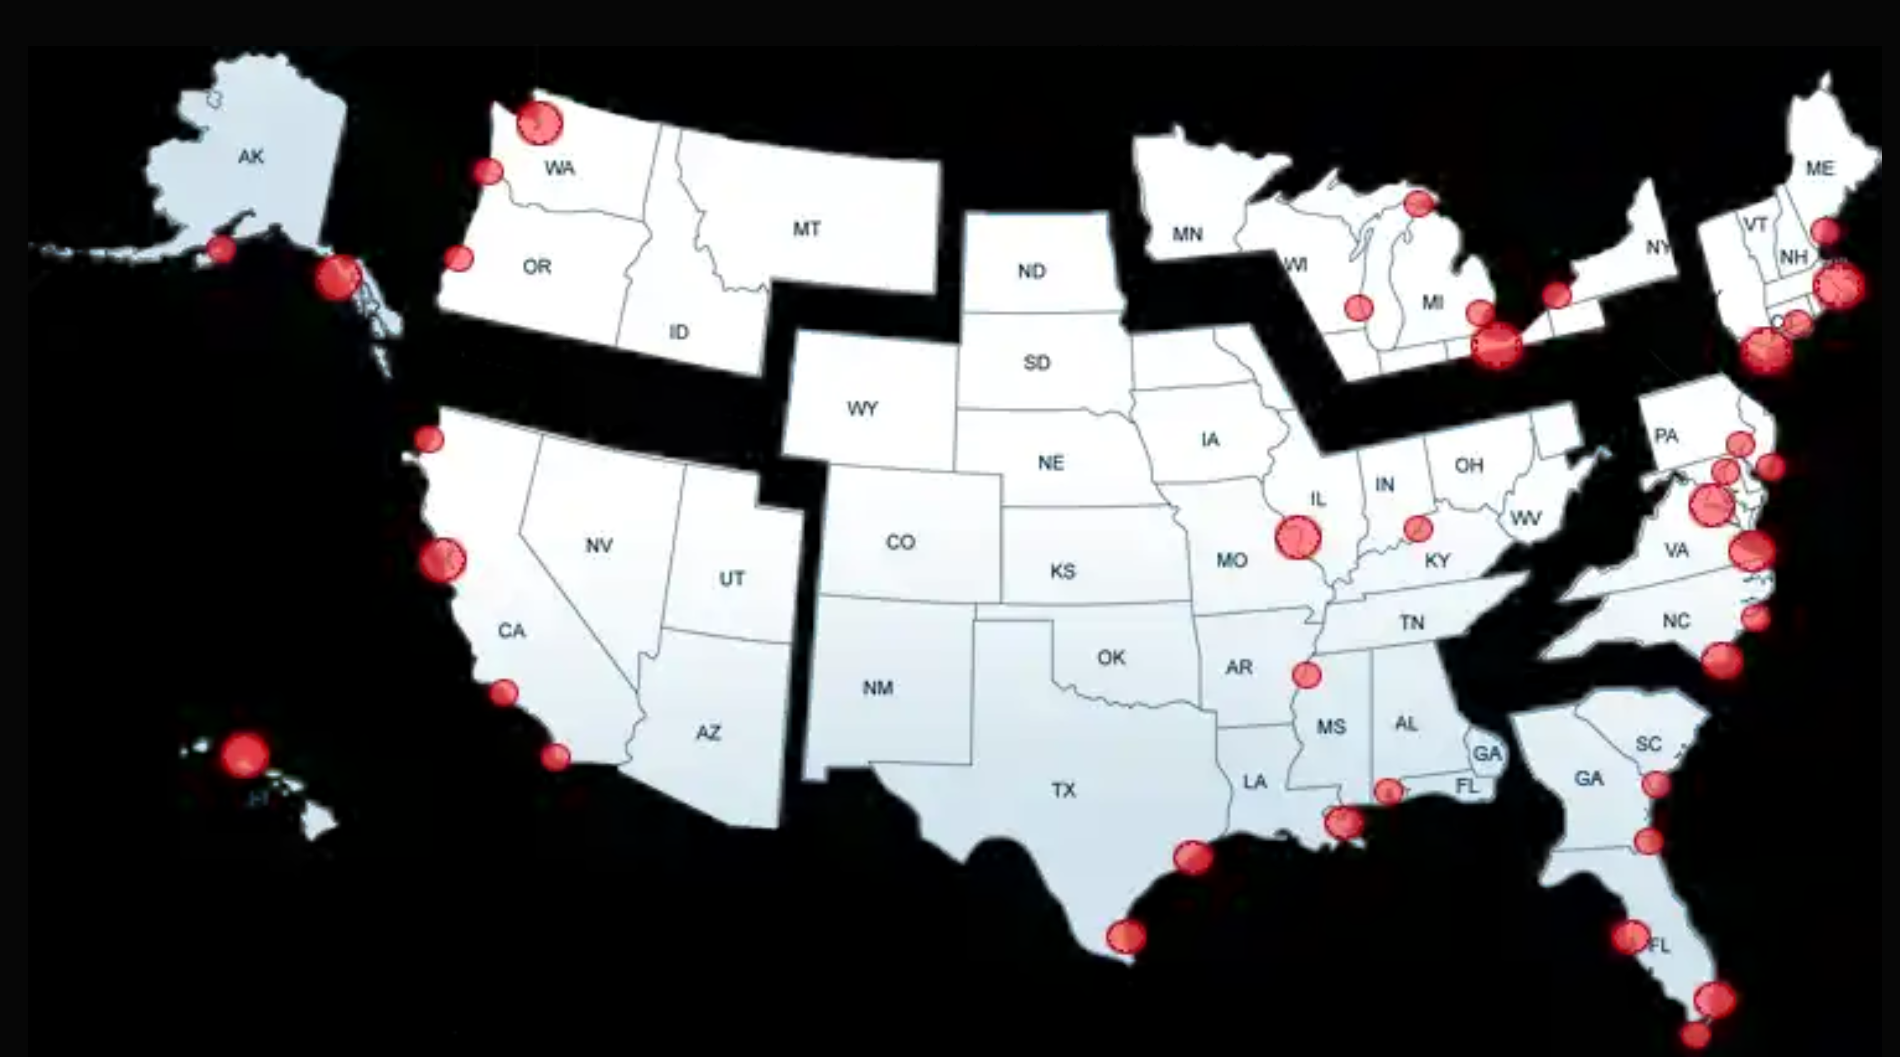 AK
WA
OR
ID
MT
ND
SD
NE
KS
OK
TX
WY
CO
NM
CA
NV
UT
AZ
MN
WI
MI
NY
VT
NH
ME
IA
MO
AR
LA
IL
IN
OH
WV
KY
TN
MS
AL
GA
FL
PA
VA
NC
SC
GA
FL